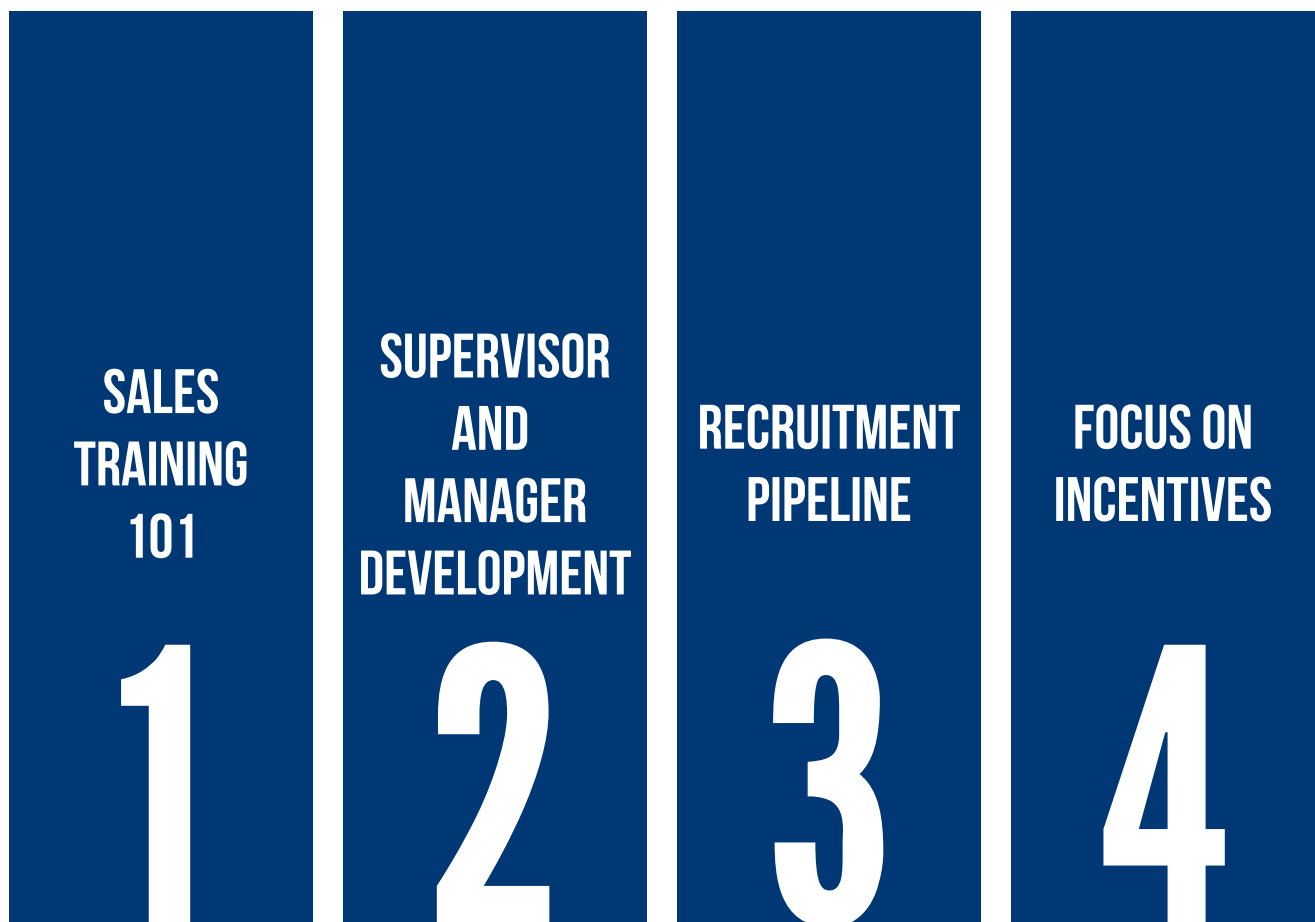 SALES
TRAINING
101
1
SUPERVISOR
AND
MANAGER
DEVELOPMENT
2
RECRUITMENT
PIPELINE
3
FOCUS ON
INCENTIVES
4